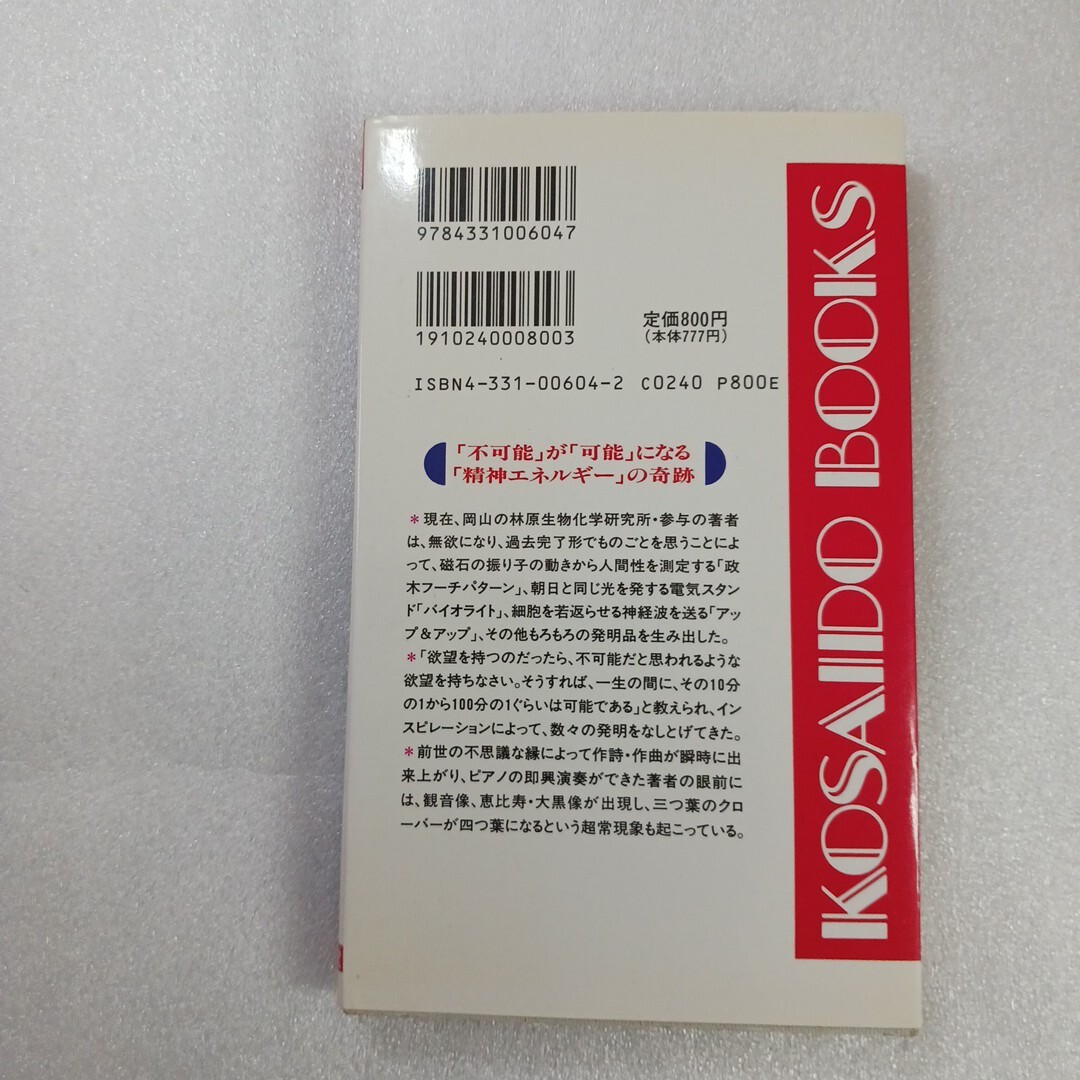 9784331006047
1910240008003
定価800円
（本体777円）
ISBN4-331-00604-2 C0240 P800E
「不可能」が「可能」になる
「精神エネルギー」の奇跡
＊現在、岡山の林原生物化学研究所・参与の著者
は、無欲になり、過去完了形でものごとを思うことによ
って、磁石の振り子の動きから人間性を測定する「政
木フーチパターン」、朝日と同じ光を発する電気スタン
ド「バイオライト」、細胞を若返らせる神経波を送る「アッ
プ＆アップ」、その他もろもろの発明品を生み出した。
＊「欲望を持つのだったら、不可能だと思われるような
欲望を持ちなさい。そうすれば、一生の間に、その10分
の1から100分の1ぐらいは可能である」と教えられ、イン
スピレーションによって、数々の発明をなしとげてきた。
＊前世の不思議な縁によって作詩・作曲が瞬時に出
来上がり、ピアノの即興演奏ができた著者の眼前に
は、観音像、恵比寿・大黒像が出現し、三つ葉のクロ
ーバーが四つ葉になるという超常現象も起こっている。
KOSAIDO BOOKS